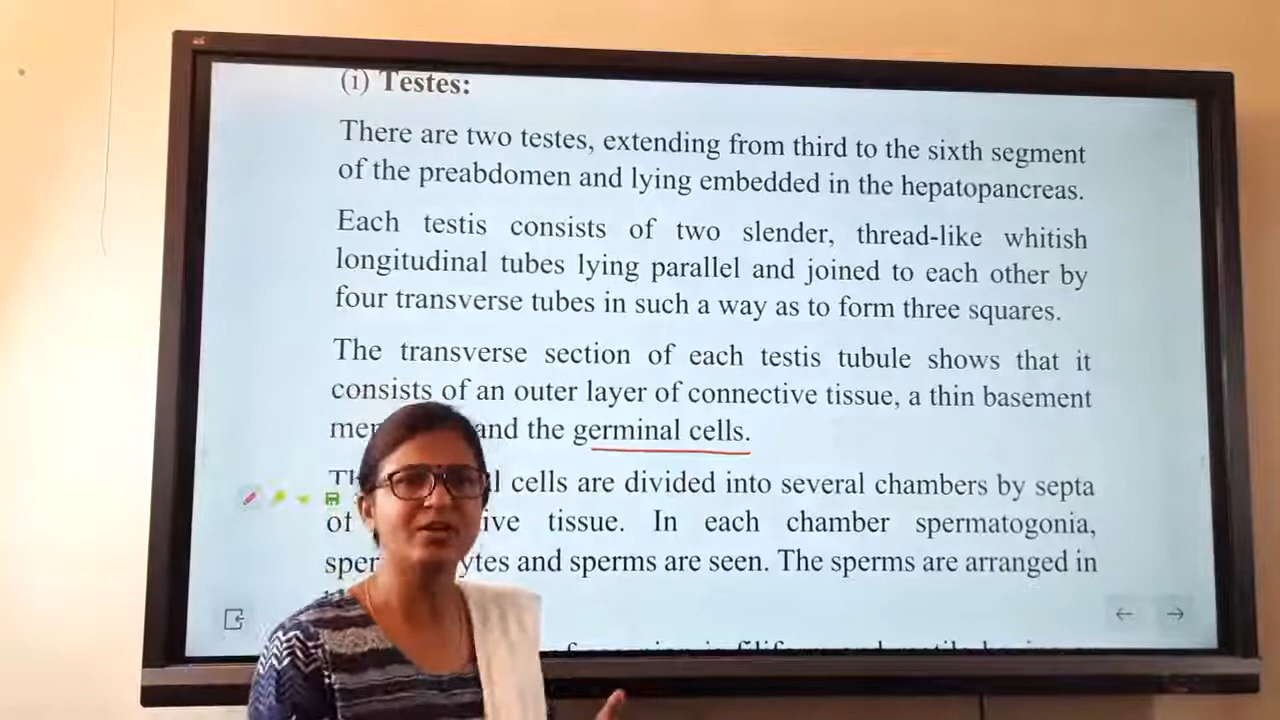 (i) Testes:
There are two testes, extending from third to the sixth segment
of the preabdomen and lying embedded in the hepatopancreas.
Each testis consists of two slender, thread-like whitish
longitudinal tubes lying parallel and joined to each other by
four transverse tubes in such a way as to form three squares.
The transverse section of each testis tubule shows that it
consists of an outer layer of connective tissue, a thin basement
and the germinal cells.
cells are divided into several chambers by septa
of tissue. In each chamber spermatogonia,
and sperms are seen. The sperms are arranged in